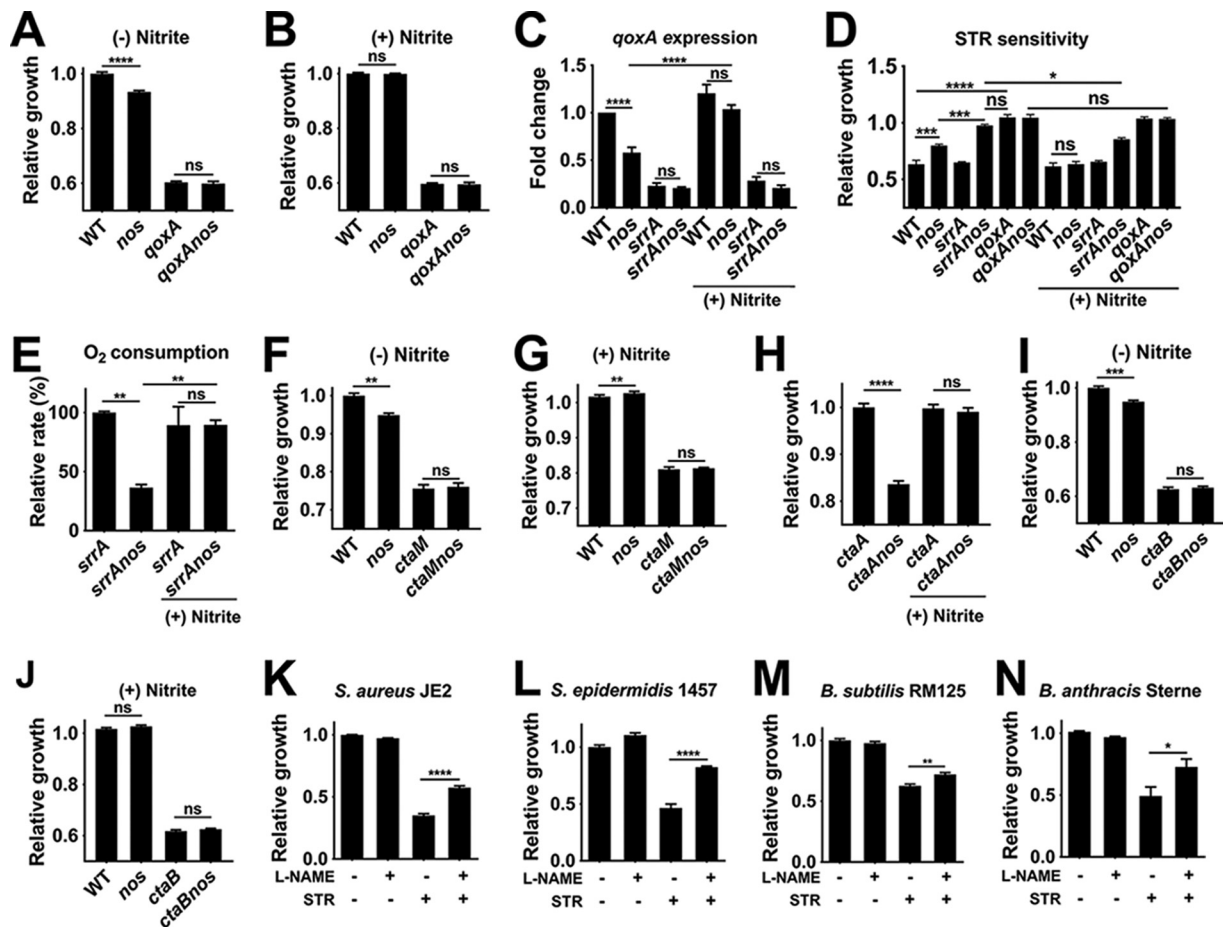 A
(-) Nitrite
Relative growth
1.0
0.8
0.6
****
ns
WT
nos
qoxA
qoxAnos
B
(+) Nitrite
Relative growth
1.0
0.8
0.6
ns
ns
WT
nos
qoxA
qoxAnos
C
qoxA expression
Fold change
1.5
1.0
0.5
0.0
****
****
ns
ns
ns
WT
nos
srrA
srrAnos
WT
nos
srrA
srrAnos
(+) Nitrite
D
STR sensitivity
1.5
1.0
0.5
****
*
***
***
ns
ns
ns
WT
nos
srrA
srrAnos
qoxA
qoxAnos
WT
nos
srrA
srrAnos
qoxA
qoxAnos
(+) Nitrite
E
O2 consumption
Relative rate (%)
100
50
0
**
**
ns
srrA
srrAnos
srrA
srrAnos
(+) Nitrite
F
(-) Nitrite
Relative growth
1.0
0.9
0.8
0.7
**
ns
WT
nos
ctaM
ctaMnos
G
(+) Nitrite
Relative growth
1.0
0.9
0.8
0.7
**
ns
WT
nos
ctaM
ctaMnos
H
Relative growth
1.0
0.9
0.8
****
ns
ctaA
ctaAnos
ctaA
ctaAnos
(+) Nitrite
I
(-) Nitrite
Relative growth
1.0
0.8
0.6
***
ns
WT
nos
ctaB
ctaBnos
J
(+) Nitrite
Relative growth
1.0
0.8
0.6
ns
ns
WT
nos
ctaB
ctaBnos
K
S. aureus JE2
Relative growth
1.0
0.5
0.0
****
L-NAME - + - +
STR - - + +
L
S. epidermidis 1457
Relative growth
1.0
0.5
0.0
****
L-NAME - + - +
STR - - + +
M
B. subtilis RM125
Relative growth
1.0
0.5
0.0
**
L-NAME - + - +
STR - - + +
N
B. anthracis Sterne
Relative growth
1.0
0.5
0.0
*
L-NAME - + - +
STR - - + +